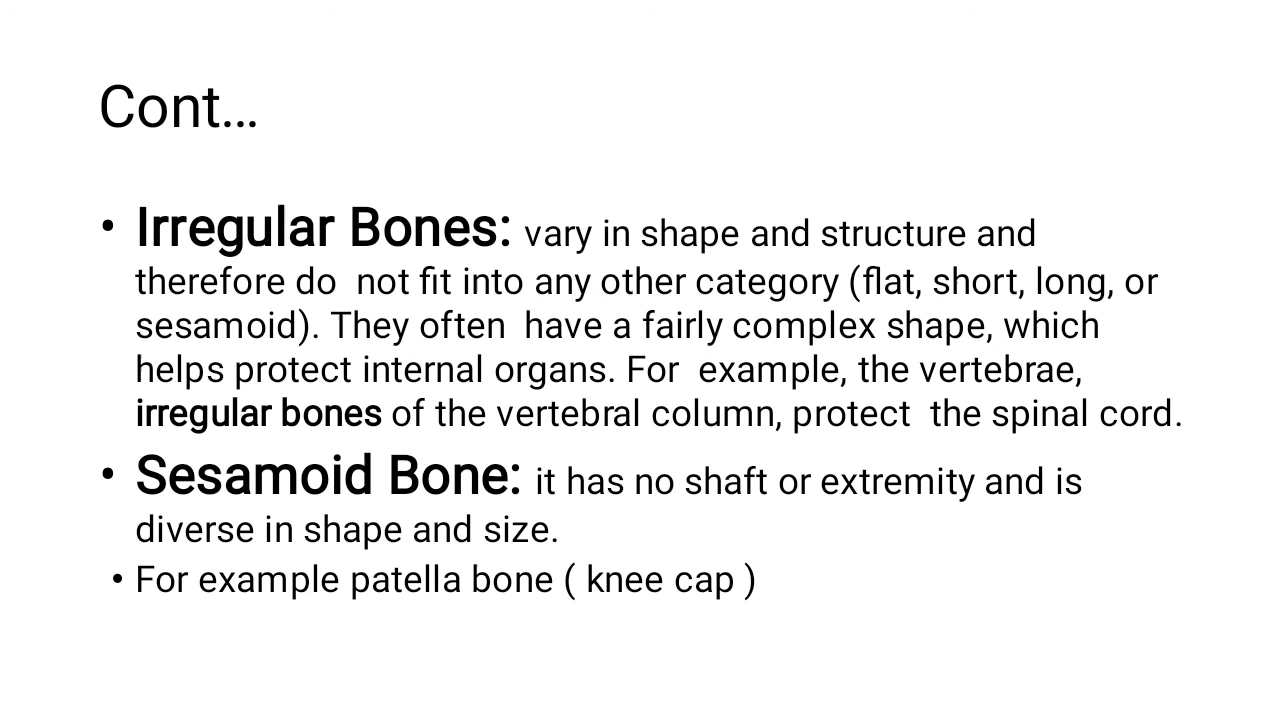 Cont...
• Irregular Bones: vary in shape and structure and
therefore do  not fit into any other category (flat, short, long, or
sesamoid). They often  have a fairly complex shape, which
helps protect internal organs. For  example, the vertebrae,
irregular bones of the vertebral column, protect  the spinal cord.
• Sesamoid Bone: it has no shaft or extremity and is
diverse in shape and size.
• For example patella bone ( knee cap )